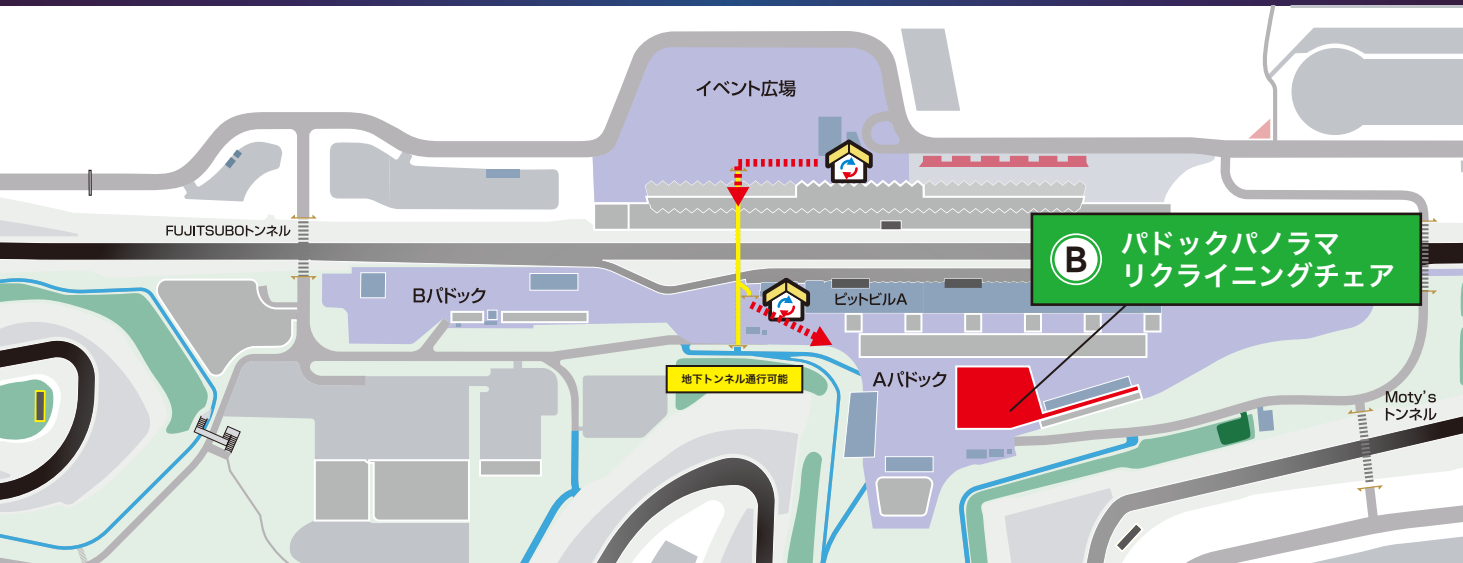 イベント広場
FUJITSUBOトンネル
B
パドックパノラマ
リクライニングチェア
Bパドック
ピットビルA
地下トンネル通行可能
Aパドック
Moty's
トンネル